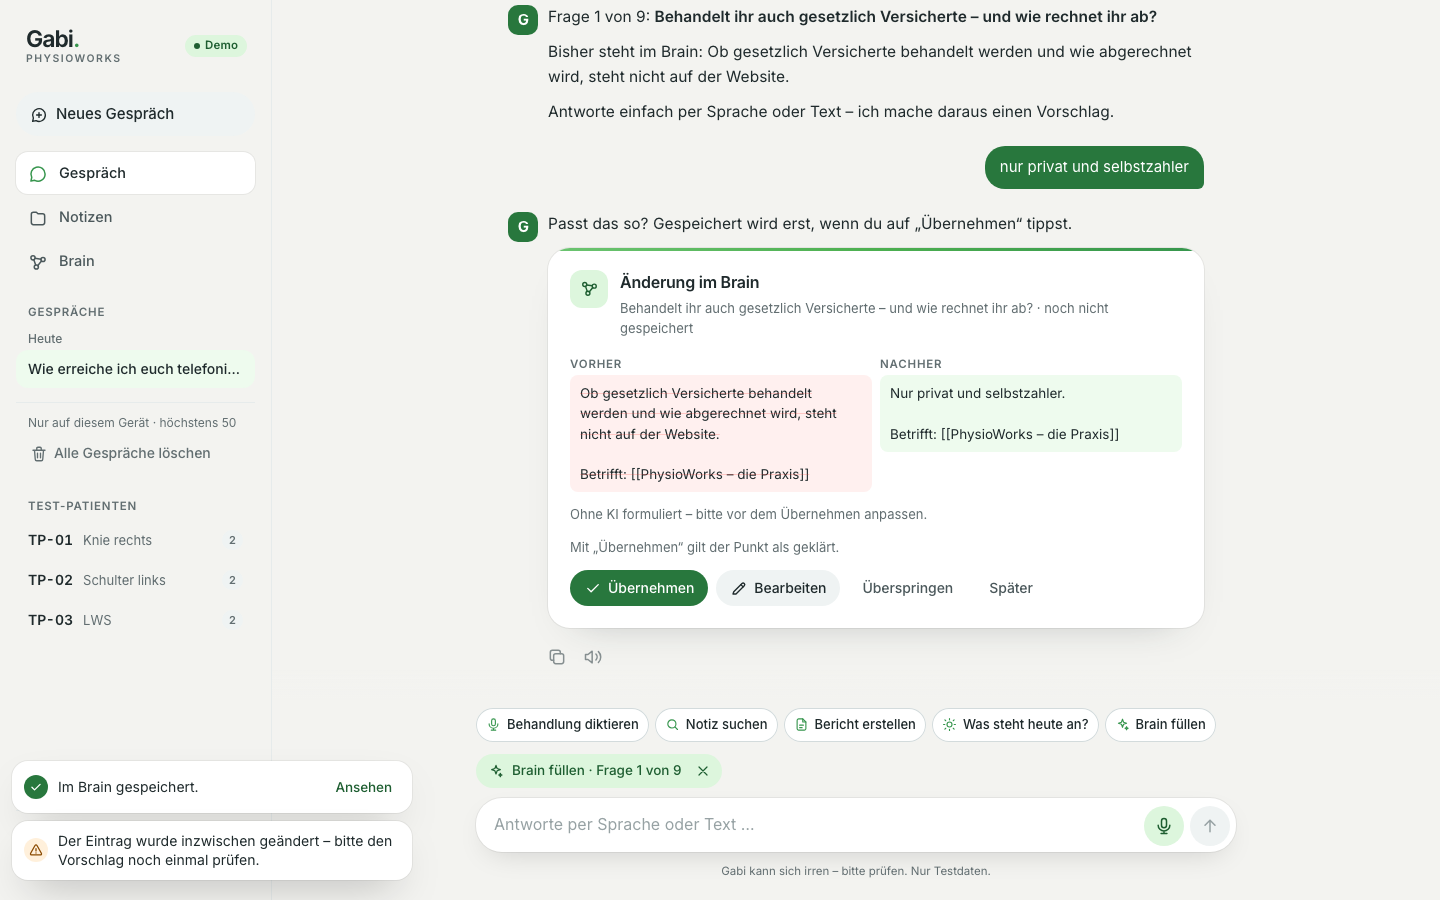 Gabi.
PHYSIOWORKS
Demo
Neues Gespräch
Gespräch
Notizen
Brain
GESPRÄCHE
Heute
Wie erreiche ich euch telefoni...
Nur auf diesem Gerät · höchstens 50
Alle Gespräche löschen
TEST-PATIENTEN
TP-01 Knie rechts 2
TP-02 Schulter links 2
TP-03 LWS 2
G
Frage 1 von 9: Behandelt ihr auch gesetzlich Versicherte – und wie rechnet ihr ab?
Bisher steht im Brain: Ob gesetzlich Versicherte behandelt werden und wie abgerechnet
wird, steht nicht auf der Website.
Antworte einfach per Sprache oder Text – ich mache daraus einen Vorschlag.
nur privat und selbstzahler
G
Passt das so? Gespeichert wird erst, wenn du auf „Übernehmen“ tippst.
Änderung im Brain
Behandelt ihr auch gesetzlich Versicherte – und wie rechnet ihr ab? · noch nicht
gespeichert
VORHER
Ob gesetzlich Versicherte behandelt
werden und wie abgerechnet wird, steht
nicht auf der Website.
Betrifft: [[PhysioWorks – die Praxis]]
NACHHER
Nur privat und selbstzahler.
Betrifft: [[PhysioWorks – die Praxis]]
Ohne KI formuliert – bitte vor dem Übernehmen anpassen.
Mit „Übernehmen“ gilt der Punkt als geklärt.
Übernehmen
Bearbeiten
Überspringen
Später
Behandlung diktieren
Notiz suchen
Bericht erstellen
Was steht heute an?
Brain füllen
Brain füllen · Frage 1 von 9
Antworte per Sprache oder Text ...
Gabi kann sich irren – bitte prüfen. Nur Testdaten.
Im Brain gespeichert.
Ansehen
Der Eintrag wurde inzwischen geändert – bitte den
Vorschlag noch einmal prüfen.